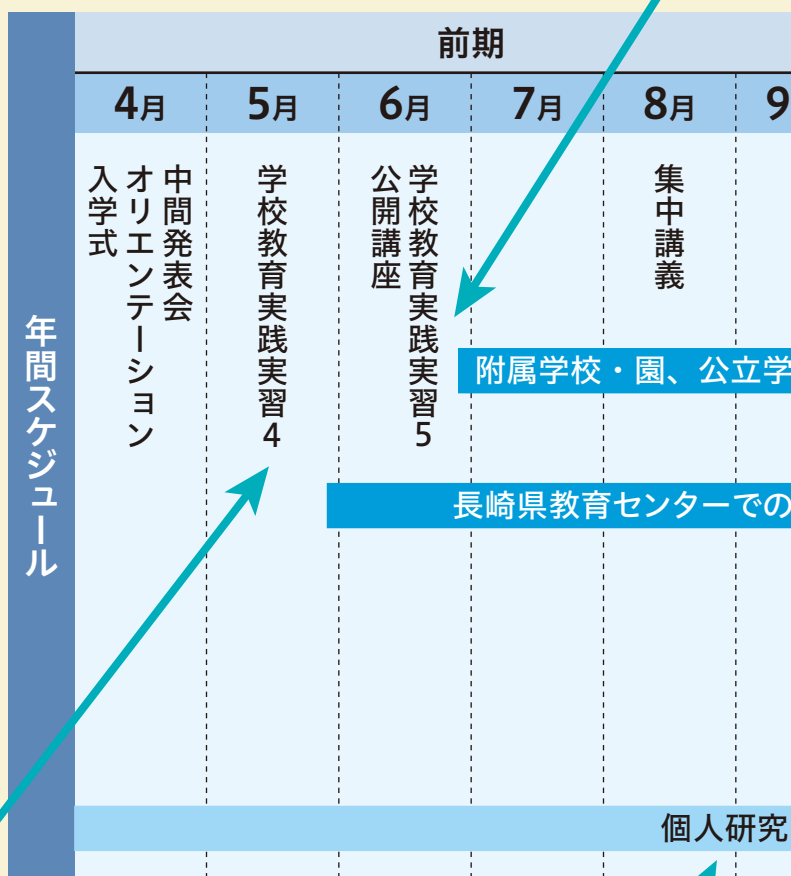 前期
4月
5月
6月
7月
8月
9
年間スケジュール
中間発表会
オリエンテーション
入学式
学校教育実践実習4
学校教育実践実習5
公開講座
集中講義
附属学校・園、公立学
長崎県教育センターでの
個人研究